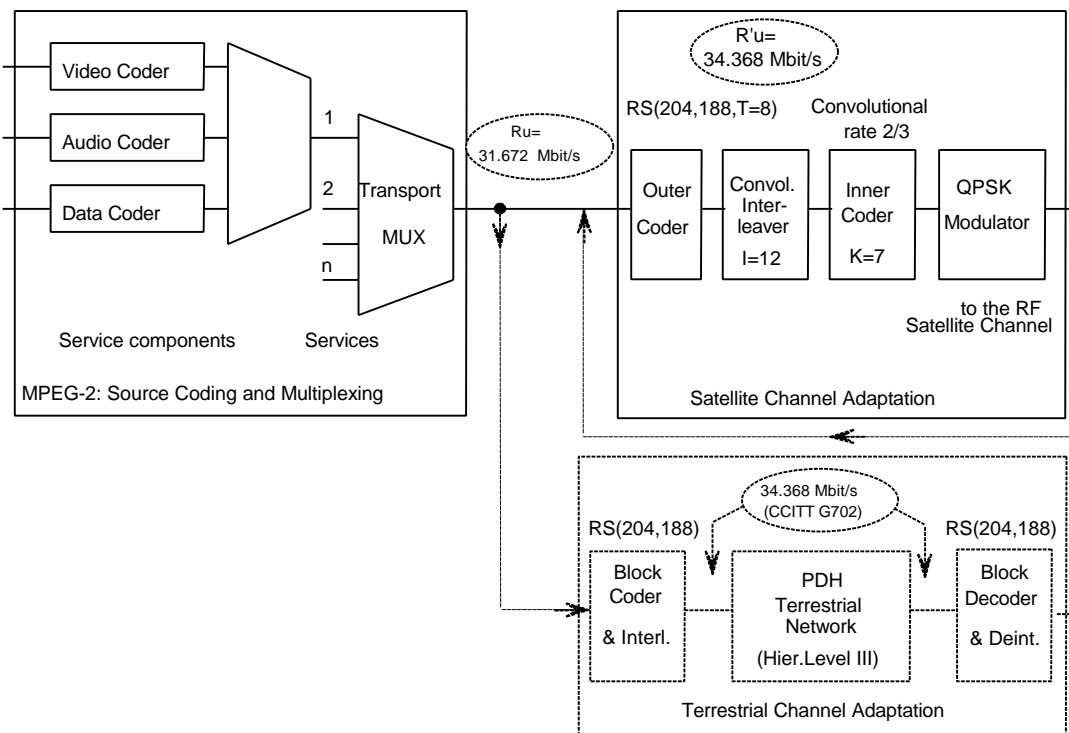 Video Coder
Audio Coder
Data Coder
1
2
n
Transport
MUX
Service components
Services
MPEG-2: Source Coding and Multiplexing
Ru=
31.672 Mbit/s
R'u=
34.368 Mbit/s
RS(204,188,T=8)
Convolutional
rate 2/3
Outer
Coder
Convol.
Inter-
leaver
I=12
Inner
Coder
K=7
QPSK
Modulator
to the RF
Satellite Channel
Satellite Channel Adaptation
34.368 Mbit/s
(CCITT G702)
RS(204,188)
RS(204,188)
Block
Coder
& Interl.
PDH
Terrestrial
Network
(Hier.Level III)
Block
Decoder
& Deint.
Terrestrial Channel Adaptation